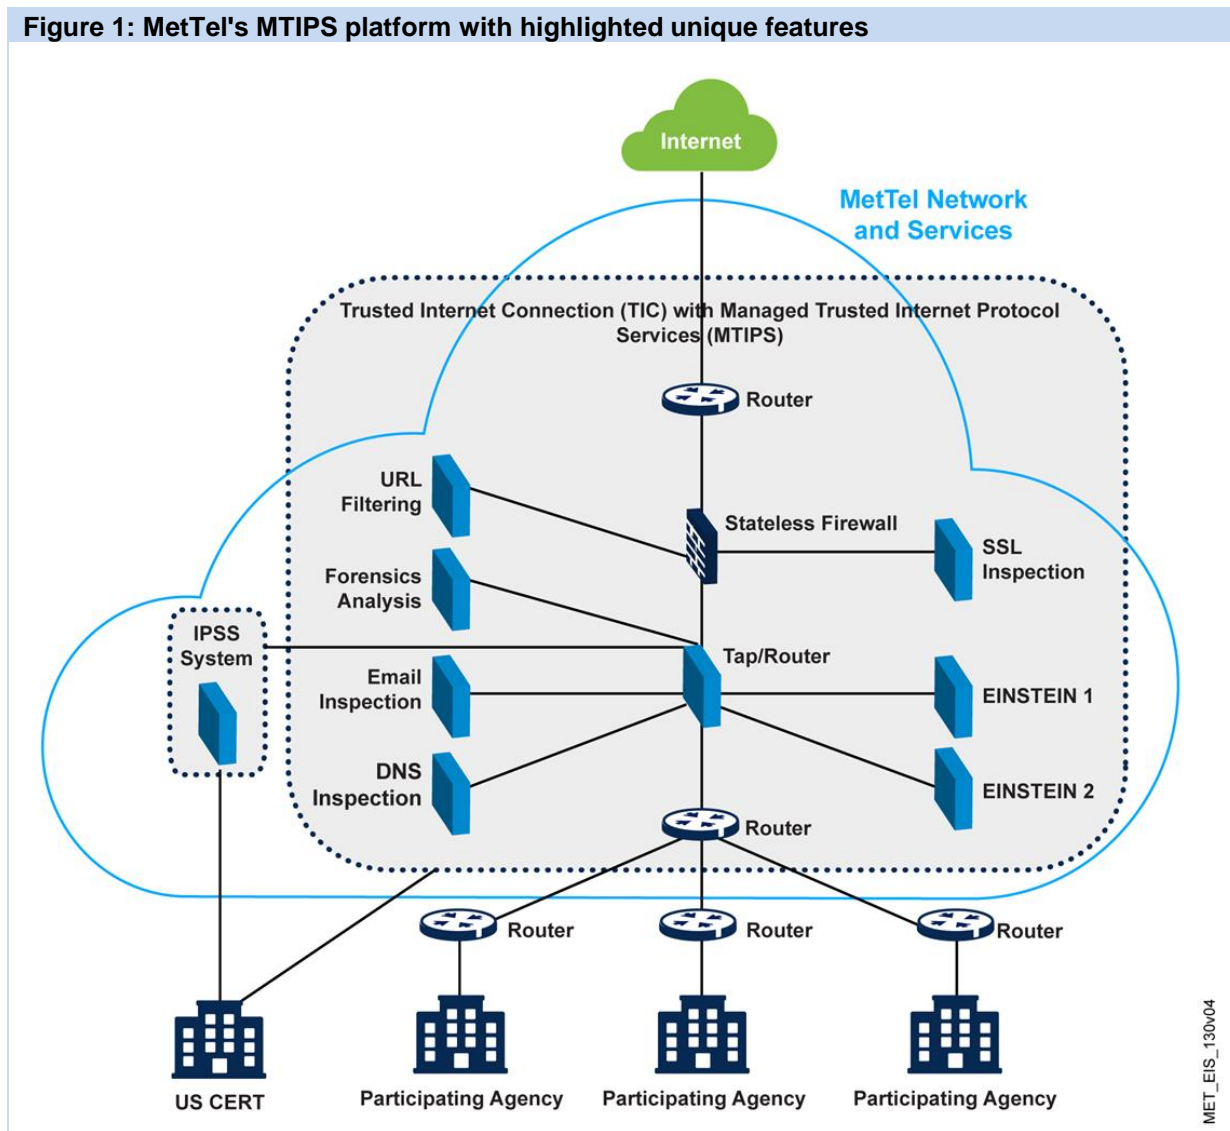 Figure 1: MetTel's MTIPS platform with highlighted unique features
Internet
MetTel Network
and Services
Trusted Internet Connection (TIC) with Managed Trusted Internet Protocol
Services (MTIPS)
Router
URL
Filtering
Stateless Firewall
SSL
Inspection
Forensics
Analysis
IPSS
System
Tap/Router
Email
Inspection
EINSTEIN 1
DNS
Inspection
EINSTEIN 2
Router
Router
Router
Router
US CERT
Participating Agency
Participating Agency
Participating Agency
MET_EIS_130v04